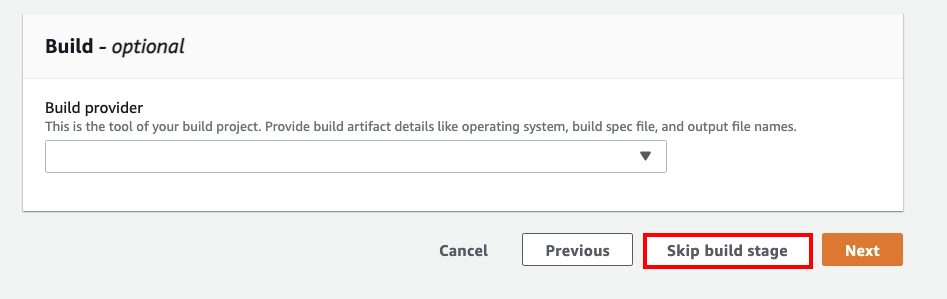 Build - optional
Build provider
This is the tool of your build project. Provide build artifact details like operating system, build spec file, and output file names.
Cancel Previous Skip build stage Next